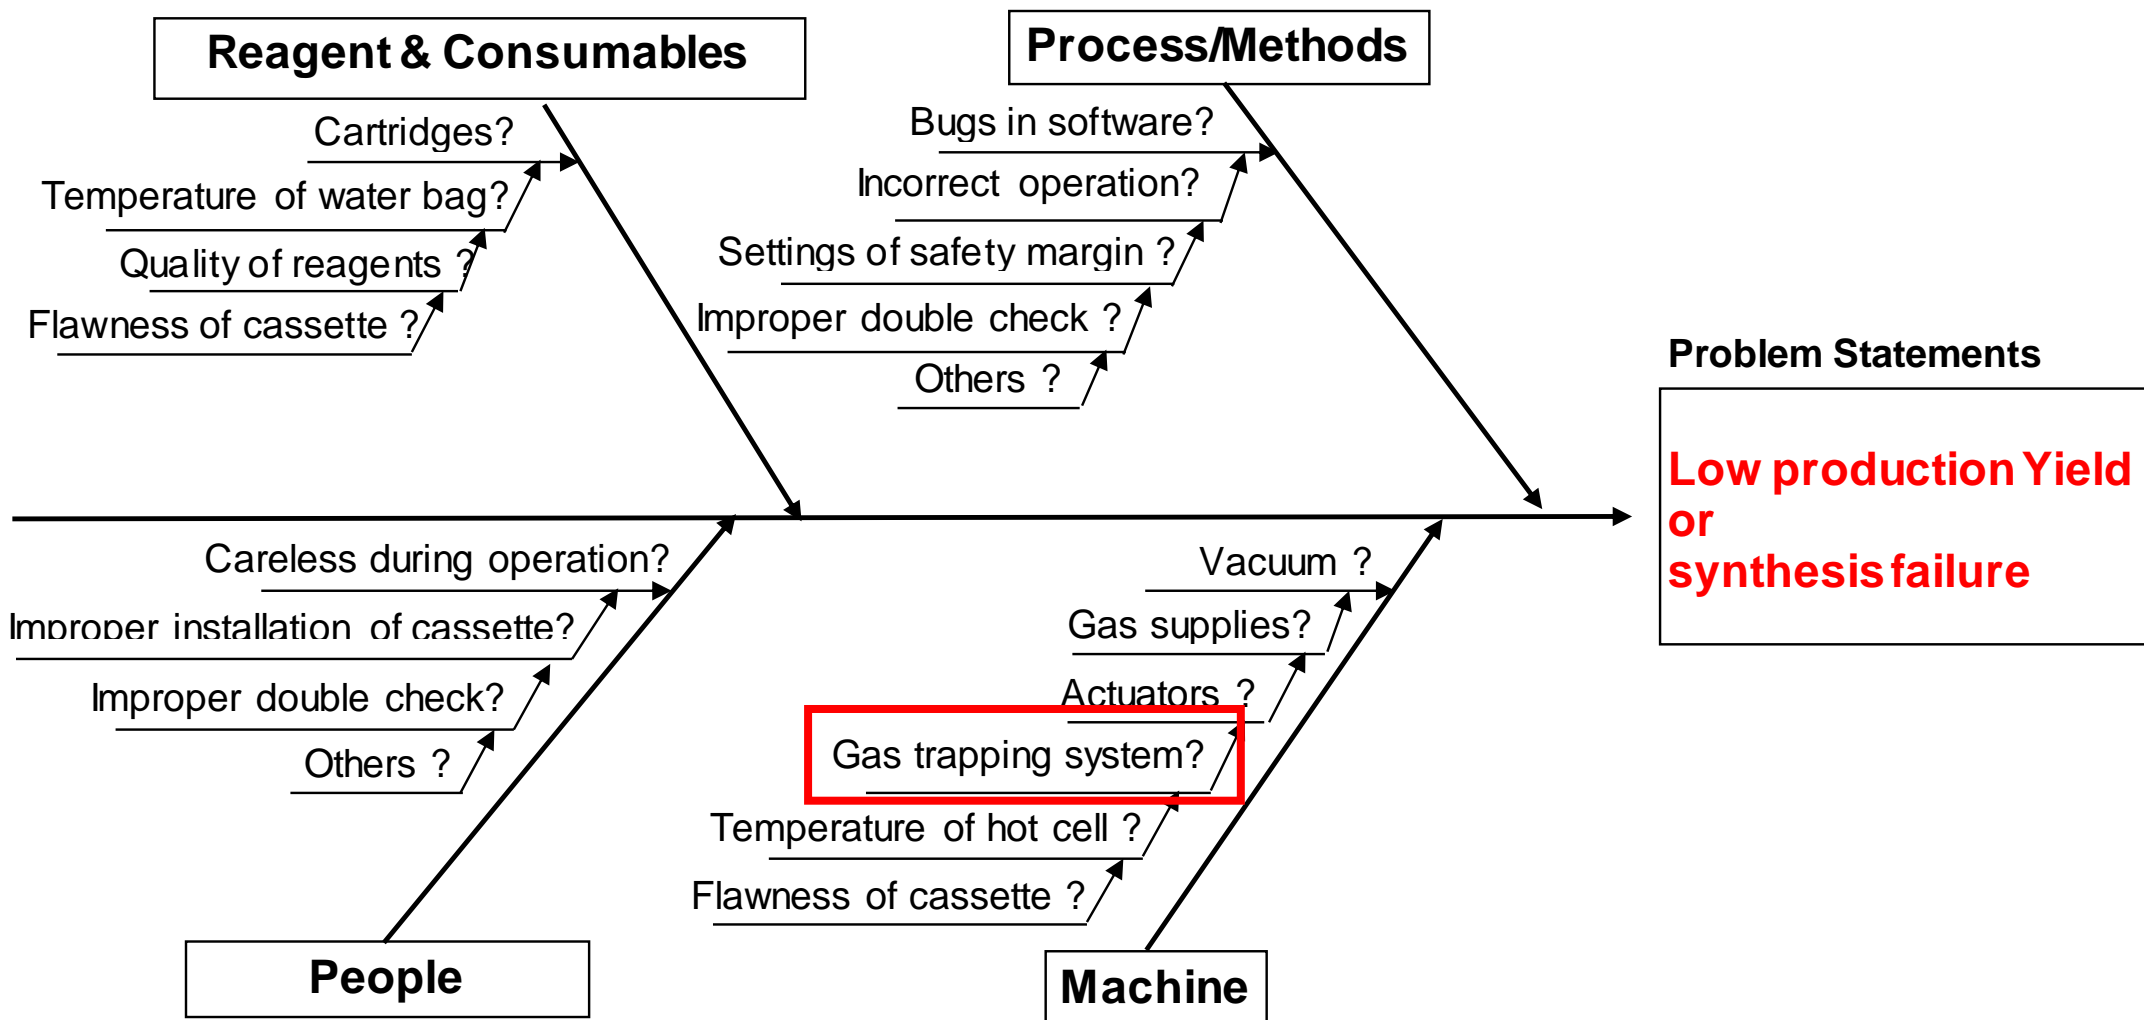 Reagent & Consumables
Cartridges?
Temperature of water bag?
Quality of reagents ?
Flawness of cassette ?
Process/Methods
Bugs in software?
Incorrect operation?
Settings of safety margin ?
Improper double check ?
Others ?
Problem Statements
Low production Yield
or
synthesis failure
Careless during operation?
Improper installation of cassette?
Improper double check?
Others ?
People
Vacuum ?
Gas supplies?
Actuators ?
Gas trapping system?
Temperature of hot cell ?
Flawness of cassette ?
Machine